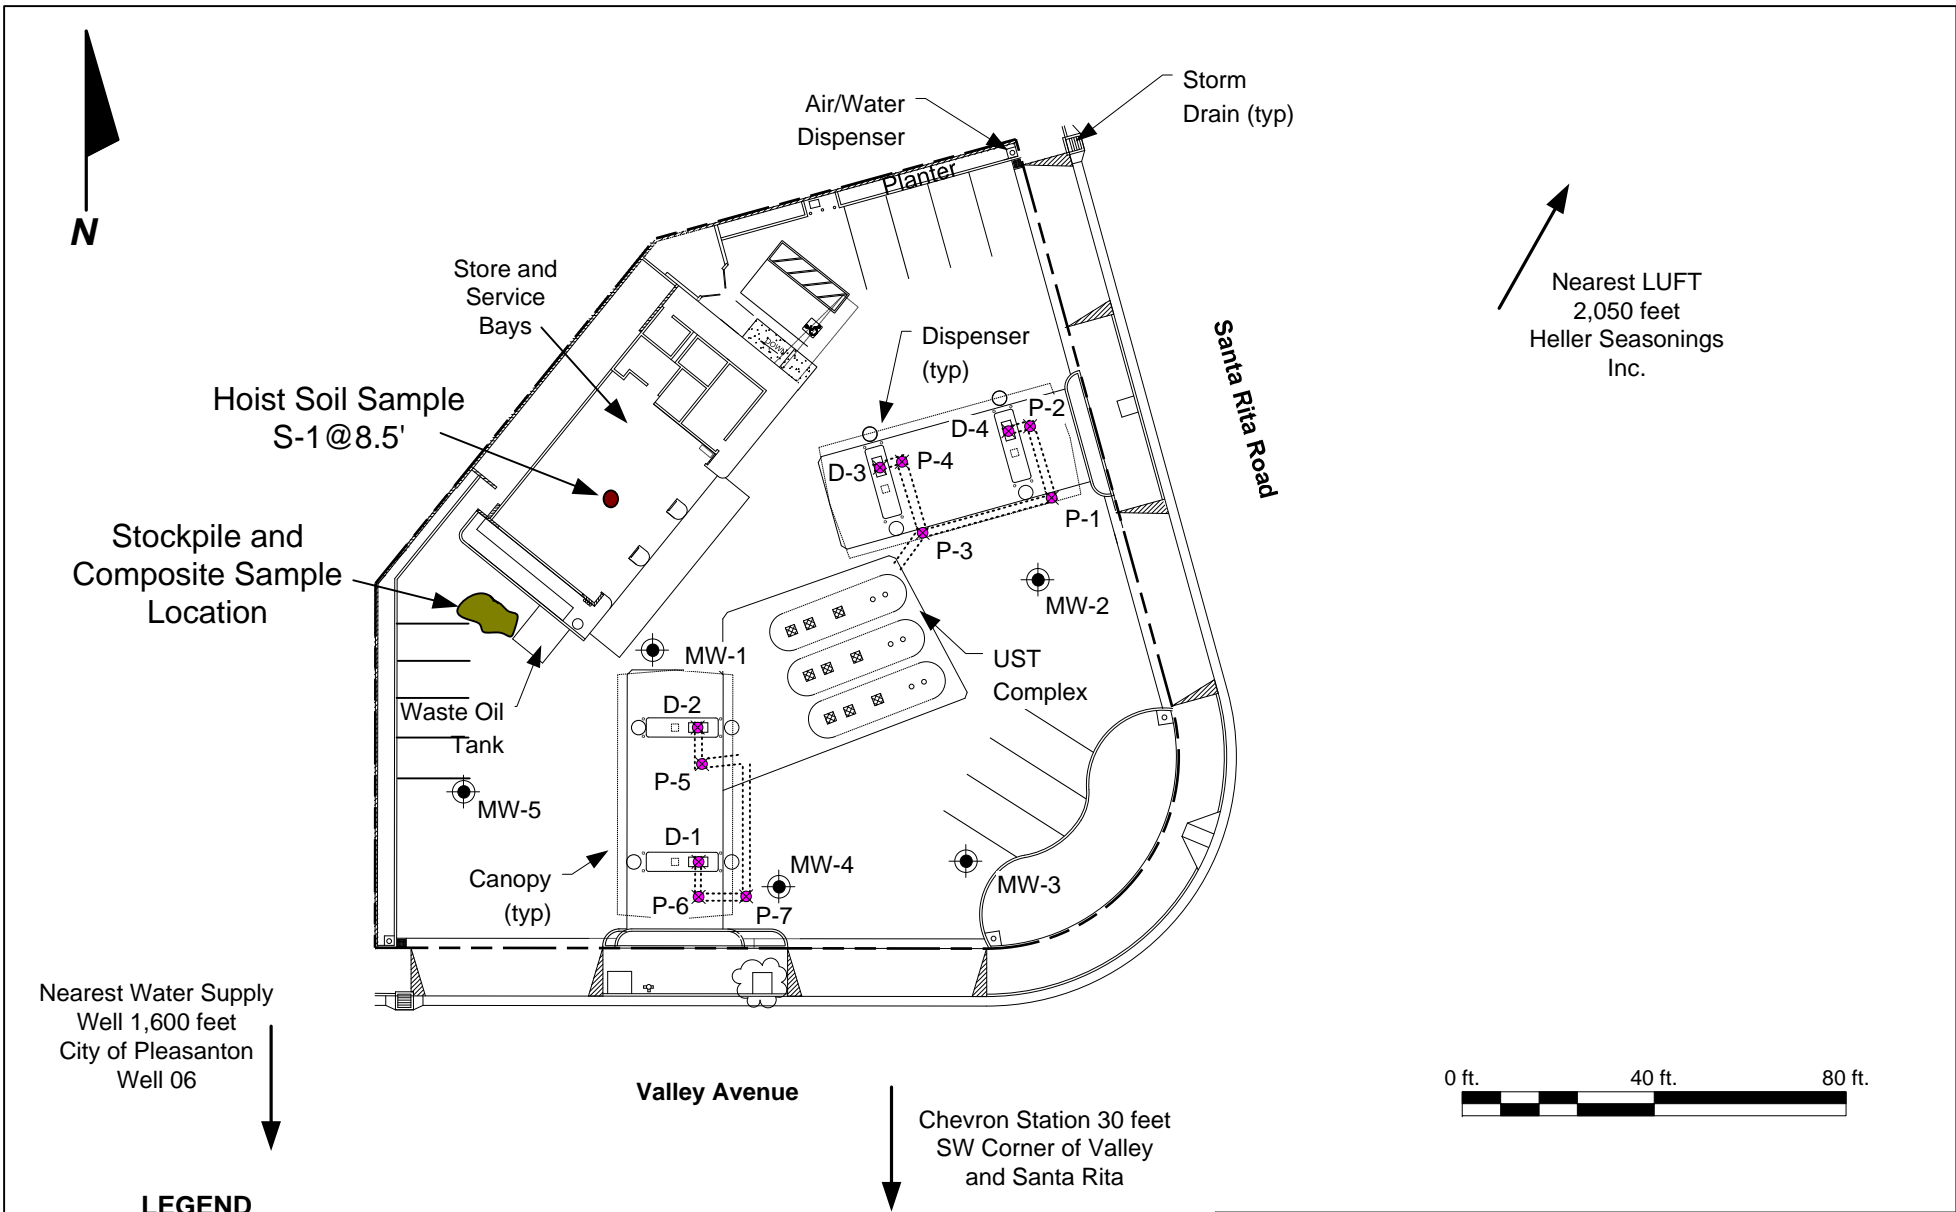 Storm
Drain (typ)
Air/Water
Dispenser
Planter
N
Store and
Service
Bays
DOWN
Nearest LUFT
2,050 feet
Heller Seasonings
Inc.
Santa Rita Road
Dispenser
(typ)
Hoist Soil Sample
S-1@8.5'
P-2
D-4
P-4
D-3
P-1
P-3
Stockpile and
Composite Sample
Location
MW-2
MW-1
UST
Complex
Waste Oil
Tank
D-2
P-5
MW-5
D-1
MW-4
MW-3
Canopy
(typ)
P-6
P-7
Nearest Water Supply
Well 1,600 feet
City of Pleasanton
Well 06
Valley Avenue
Chevron Station 30 feet
SW Corner of Valley
and Santa Rita
0 ft. 40 ft. 80 ft.
LEGEND